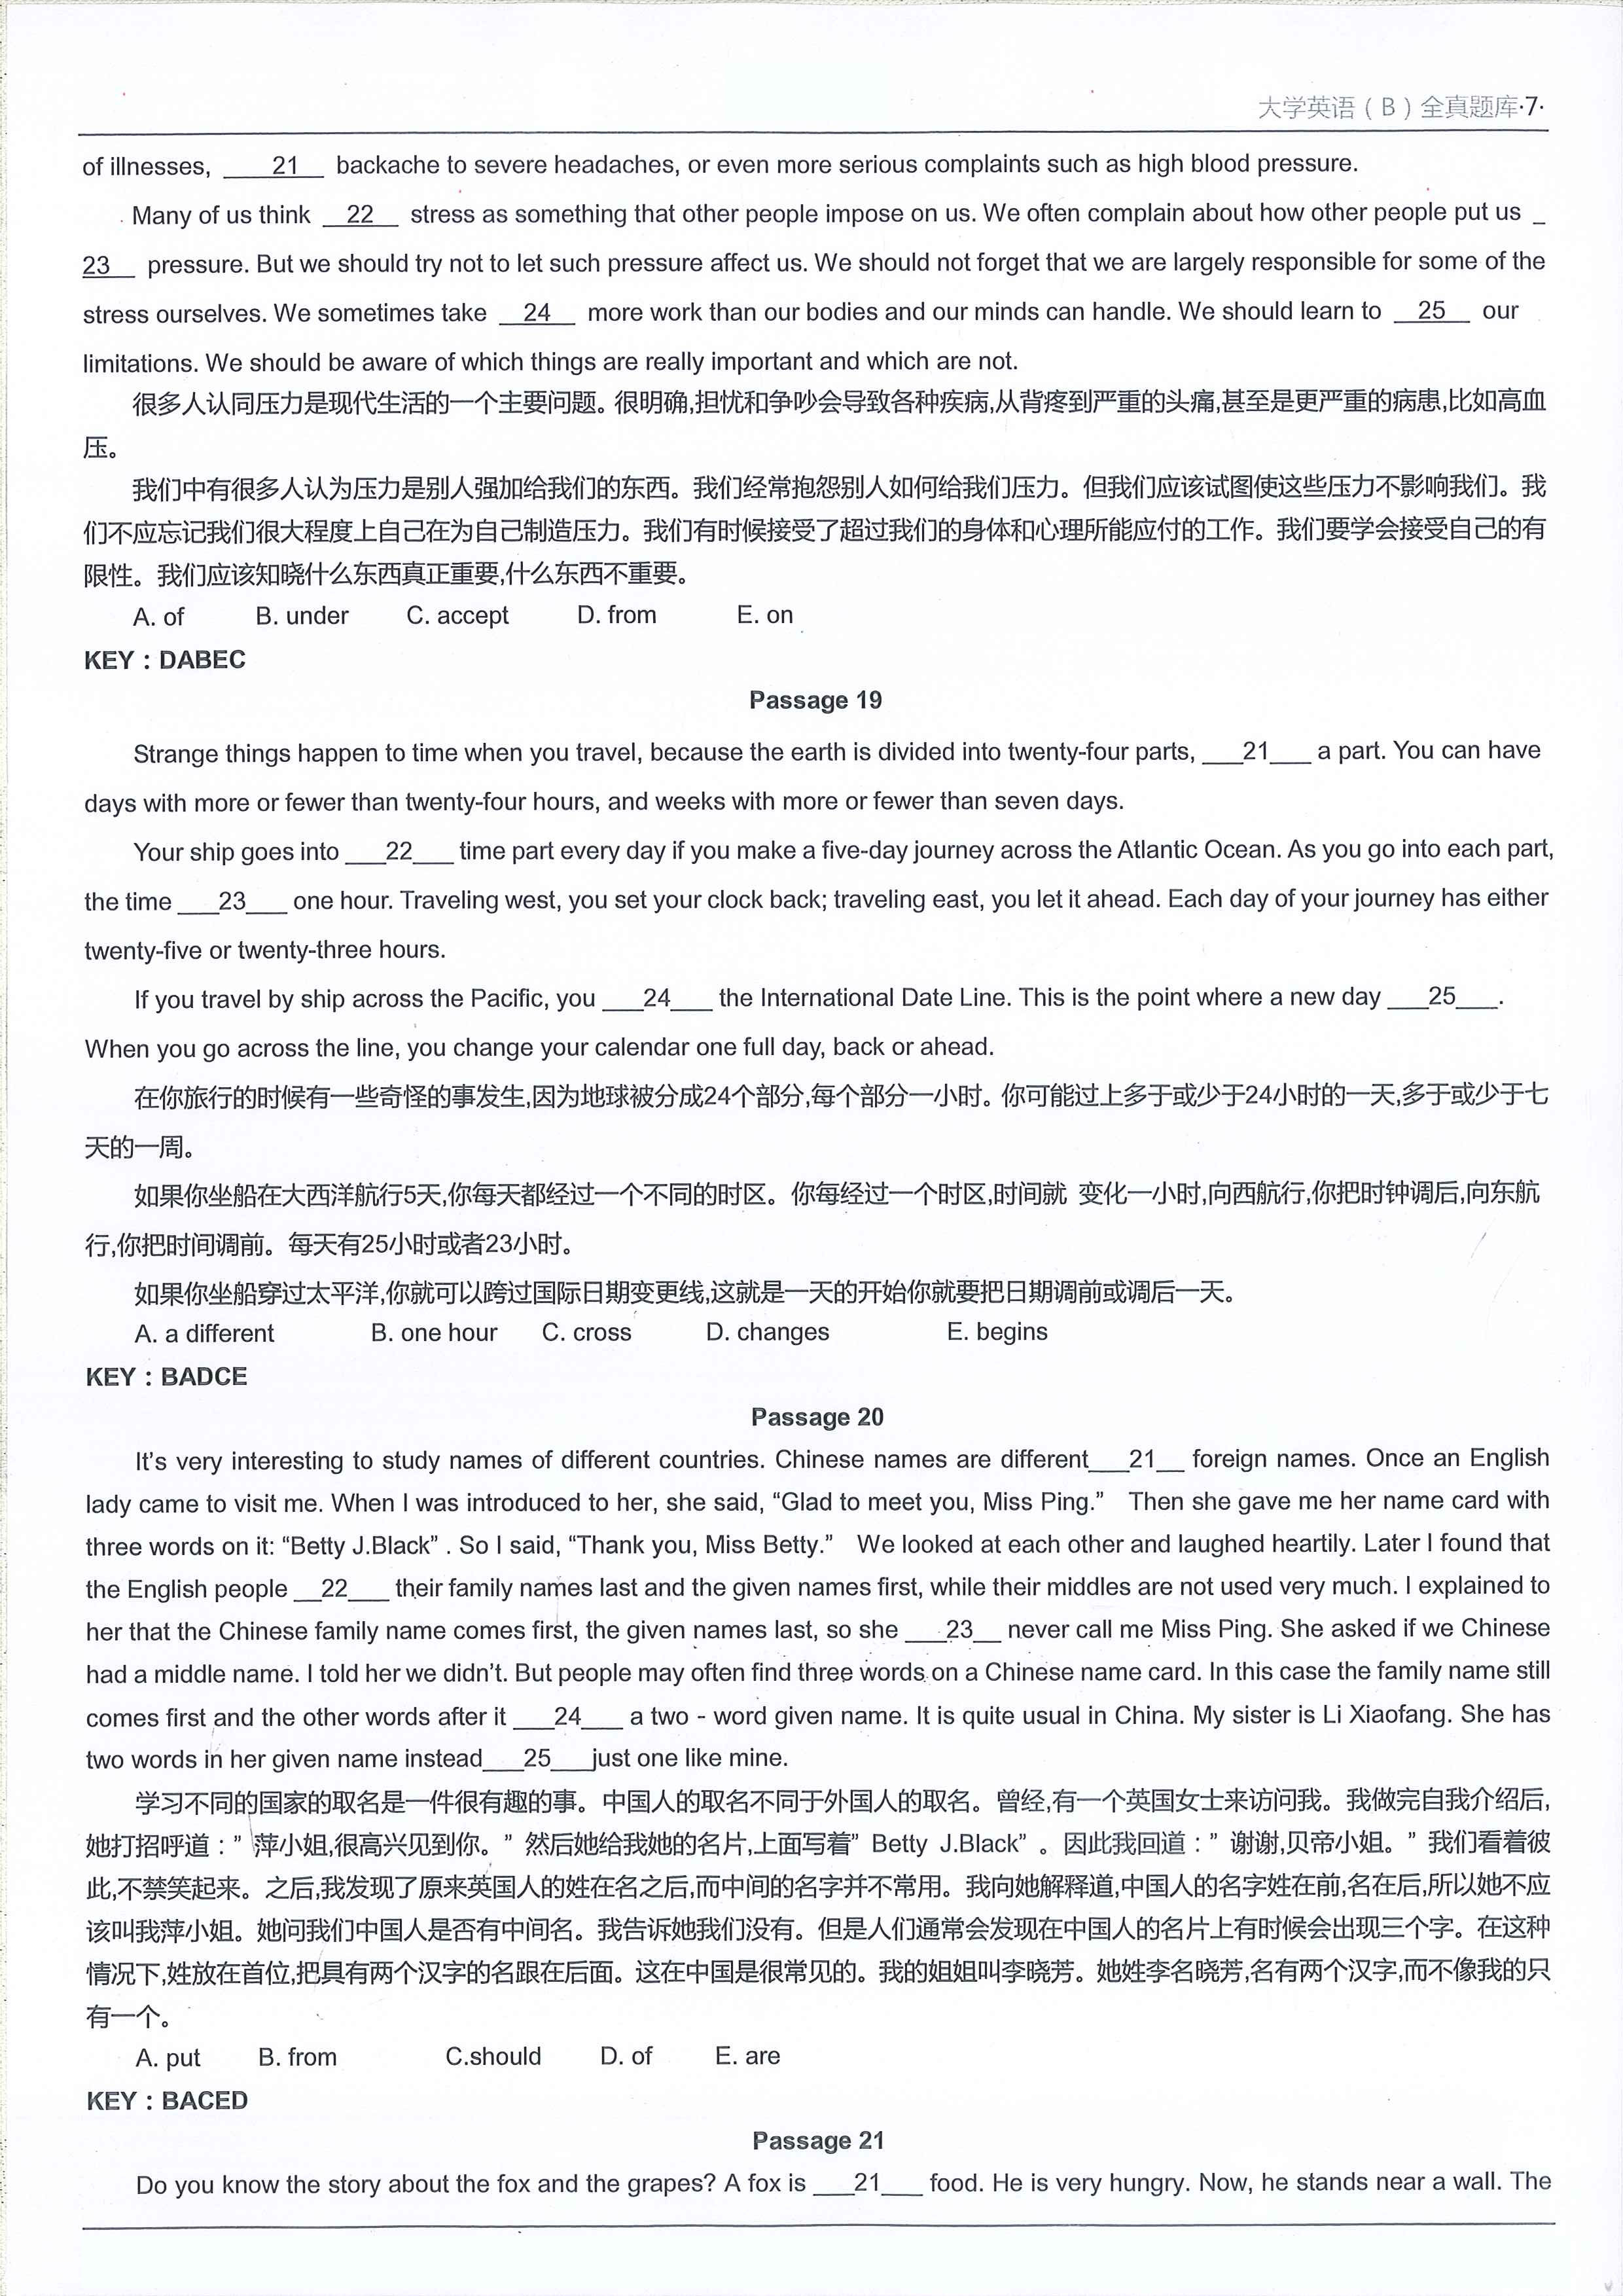 大学英语（B）全真题库·7·
of illnesses, ___21___ backache to severe headaches, or even more serious complaints such as high blood pressure.
Many of us think __22__ stress as something that other people impose on us. We often complain about how other people put us _
23__ pressure. But we should try not to let such pressure affect us. We should not forget that we are largely responsible for some of the
stress ourselves. We sometimes take __24__ more work than our bodies and our minds can handle. We should learn to __25__ our
limitations. We should be aware of which things are really important and which are not.
很多人认同压力是现代生活的一个主要问题。很明确,担忧和争吵会导致各种疾病,从背疼到严重的头痛,甚至是更严重的病患,比如高血
压。
我们中有很多人认为压力是别人强加给我们的东西。我们经常抱怨别人如何给我们压力。但我们应该试图使这些压力不影响我们。我
们不应忘记我们很大程度上自己在为自己制造压力。我们有时候接受了超过我们的身体和心理所能应付的工作。我们要学会接受自己的有
限性。我们应该知晓什么东西真正重要,什么东西不重要。
A. of B. under C. accept D. from E. on
KEY：DABEC
Passage 19
Strange things happen to time when you travel, because the earth is divided into twenty-four parts, ___21___ a part. You can have
days with more or fewer than twenty-four hours, and weeks with more or fewer than seven days.
Your ship goes into ___22___ time part every day if you make a five-day journey across the Atlantic Ocean. As you go into each part,
the time ___23___ one hour. Traveling west, you set your clock back; traveling east, you let it ahead. Each day of your journey has either
twenty-five or twenty-three hours.
If you travel by ship across the Pacific, you ___24___ the International Date Line. This is the point where a new day ___25___.
When you go across the line, you change your calendar one full day, back or ahead.
在你旅行的时候有一些奇怪的事发生,因为地球被分成24个部分,每个部分一小时。你可能过上多于或少于24小时的一天,多于或少于七
天的一周。
如果你坐船在大西洋航行5天,你每天都经过一个不同的时区。你每经过一个时区,时间就 变化一小时,向西航行,你把时钟调后,向东航
行,你把时间调前。每天有25小时或者23小时。
如果你坐船穿过太平洋,你就可以跨过国际日期变更线,这就是一天的开始你就要把日期调前或调后一天。
A. a different B. one hour C. cross D. changes E. begins
KEY：BADCE
Passage 20
It's very interesting to study names of different countries. Chinese names are different___21__ foreign names. Once an English
lady came to visit me. When I was introduced to her, she said, “Glad to meet you, Miss Ping.” Then she gave me her name card with
three words on it: “Betty J.Black” . So I said, “Thank you, Miss Betty.” We looked at each other and laughed heartily. Later I found that
the English people __22___ their family names last and the given names first, while their middles are not used very much. I explained to
her that the Chinese family name comes first, the given names last, so she ___23__ never call me Miss Ping. She asked if we Chinese
had a middle name. I told her we didn't. But people may often find three words on a Chinese name card. In this case the family name still
comes first and the other words after it ___24___ a two - word given name. It is quite usual in China. My sister is Li Xiaofang. She has
two words in her given name instead___25___just one like mine.
学习不同的国家的取名是一件很有趣的事。中国人的取名不同于外国人的取名。曾经,有一个英国女士来访问我。我做完自我介绍后,
她打招呼道：”萍小姐,很高兴见到你。” 然后她给我她的名片,上面写着” Betty J.Black” 。因此我回道：” 谢谢,贝帝小姐。” 我们看着彼
此,不禁笑起来。之后,我发现了原来英国人的姓在名之后,而中间的名字并不常用。我向她解释道,中国人的名字姓在前,名在后,所以她不应
该叫我萍小姐。她问我们中国人是否有中间名。我告诉她我们没有。但是人们通常会发现在中国人的名片上有时候会出现三个字。在这种
情况下,姓放在首位,把具有两个汉字的名跟在后面。这在中国是很常见的。我的姐姐叫李晓芳。她姓李名晓芳,名有两个汉字,而不像我的只
有一个。
A. put B. from C.should D. of E. are
KEY：BACED
Passage 21
Do you know the story about the fox and the grapes? A fox is ___21___ food. He is very hungry. Now, he stands near a wall. The